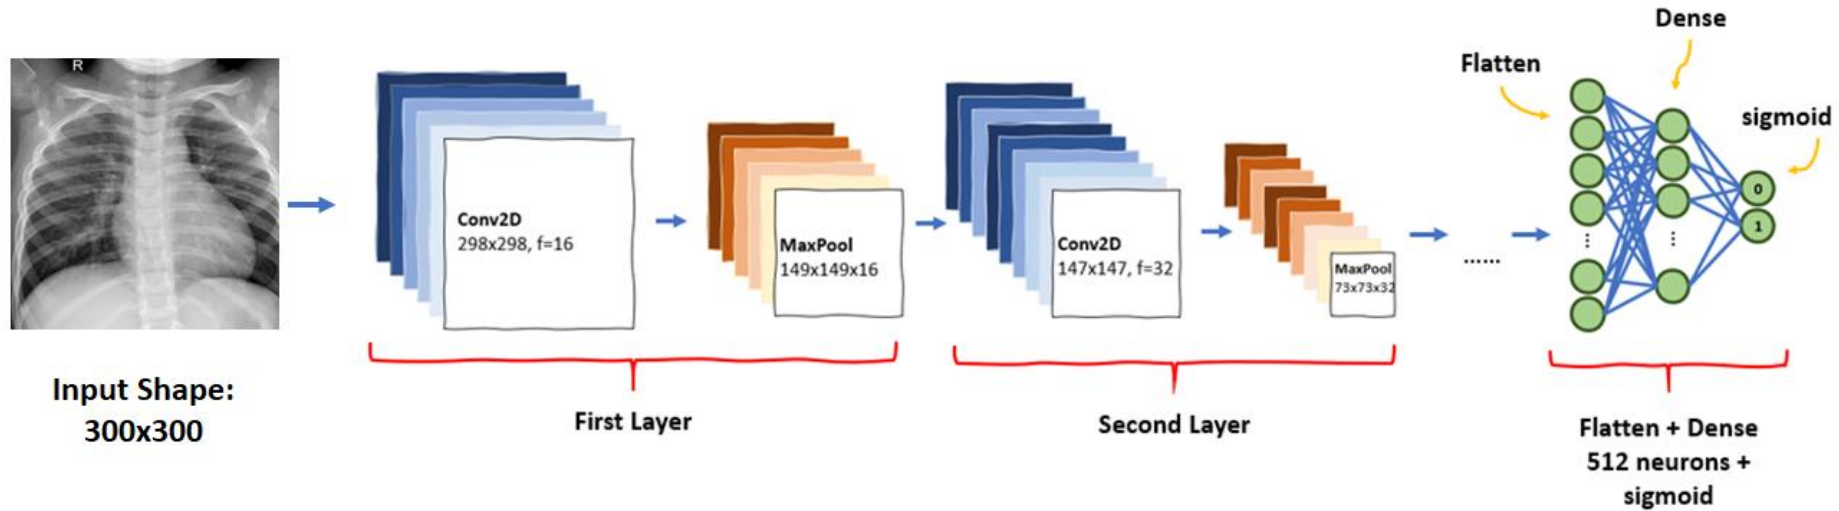 R
Input Shape:
300x300
Conv2D
298x298, f=16
MaxPool
149x149x16
First Layer
Conv2D
147x147, f=32
MaxPool
73x73x32
Second Layer
......
Flatten
Dense
sigmoid
0
1
Flatten + Dense
512 neurons +
sigmoid